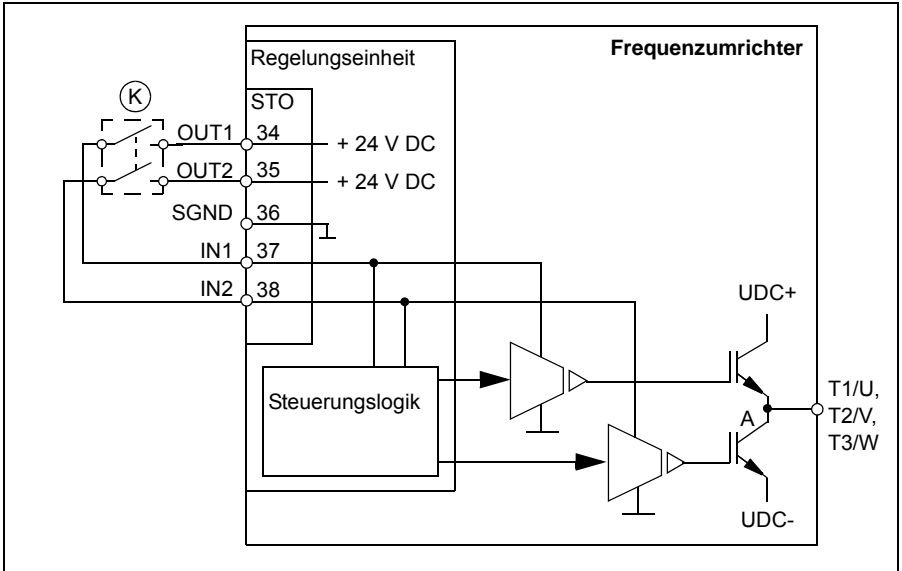 Frequenzumrichter
Regelungseinheit
K
STO
OUT1 34 + 24 V DC
OUT2 35 + 24 V DC
SGND 36
IN1 37
IN2 38
UDC+
Steuerungslogik
A
T1/U,
T2/V,
T3/W
UDC-